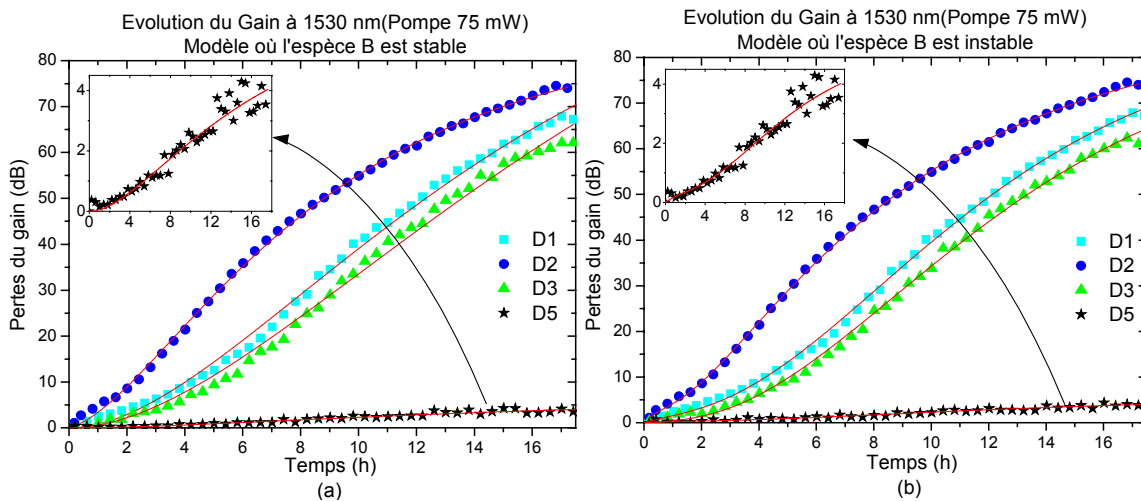 Evolution du Gain à 1530 nm(Pompe 75 mW)
Modèle où l'espèce B est stable
Pertes du gain (dB)
80
70
60
50
40
30
20
10
0
4
2
0
0 4 8 12 16
D1
D2
D3
D5
0 2 4 6 8 10 12 14 16
Temps (h)
(a)
Evolution du Gain à 1530 nm(Pompe 75 mW)
Modèle où l'espèce B est instable
Pertes du gain (dB)
80
70
60
50
40
30
20
10
0
4
2
0
0 4 8 12 16
D1
D2
D3
D5
0 2 4 6 8 10 12 14 16
Temps (h)
(b)